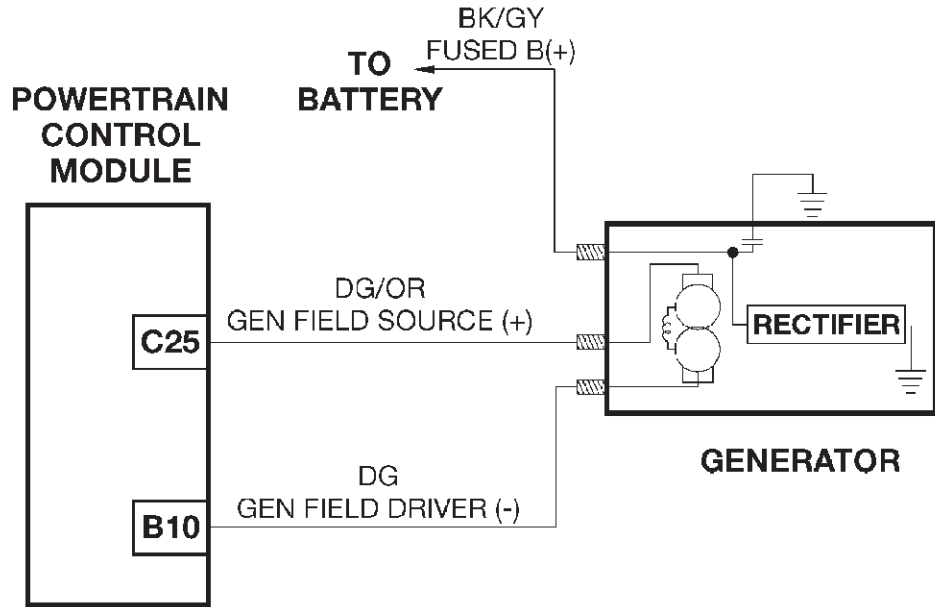 BK/GY
FUSED B(+)
TO
BATTERY
POWERTRAIN
CONTROL
MODULE
DG/OR
GEN FIELD SOURCE (+)
C25
RECTIFIER
GENERATOR
DG
GEN FIELD DRIVER (-)
B10